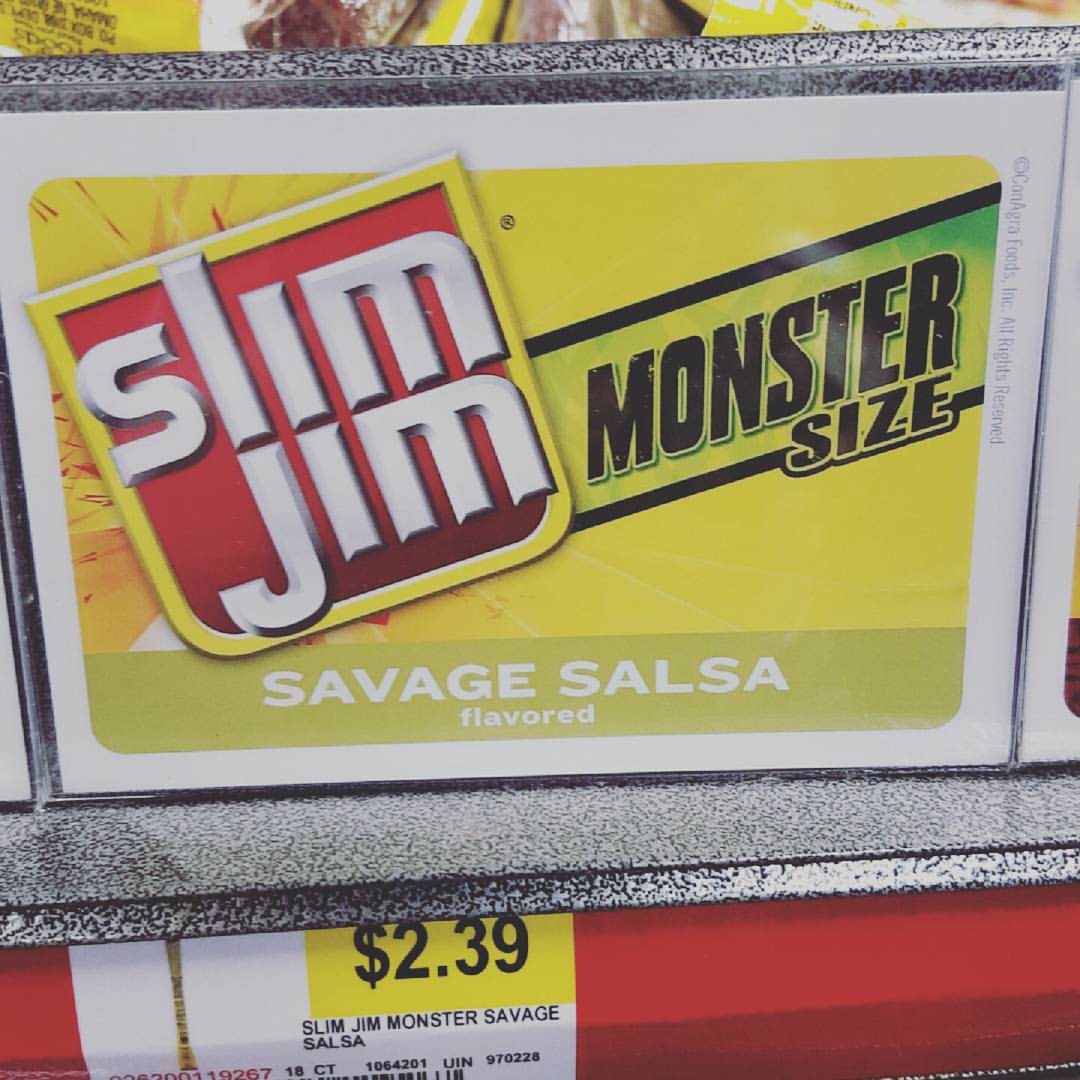 slim
jim
®
MONSTER
SIZE
SAVAGE SALSA
flavored
©ConAgra Foods, Inc. All Rights Reserved.
$2.39
SLIM JIM MONSTER SAVAGE
SALSA
18 CT 1064201 UIN 970228
026200119267